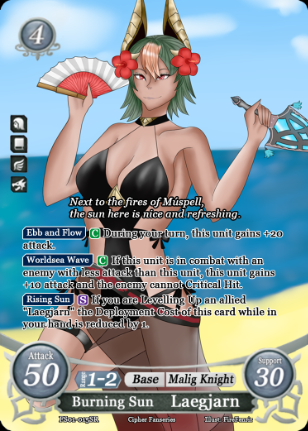 4
Next to the fires of Múspell,
the sun here is nice and refreshing.
Ebb and Flow C During your turn, this unit gains +20
attack.
Worldsea Wave C If this unit is in combat with an
enemy with less attack than this unit, this unit gains
+10 attack and the enemy cannot Critical Hit.
Rising Sun S If you are Levelling Up an allied
"Laegjarn" the Deployment Cost of this card while in
your hand is reduced by 1.
Attack
50
1-2
Base
Malig Knight
Support
30
Burning Sun Laegjarn
Cipher Fanseries